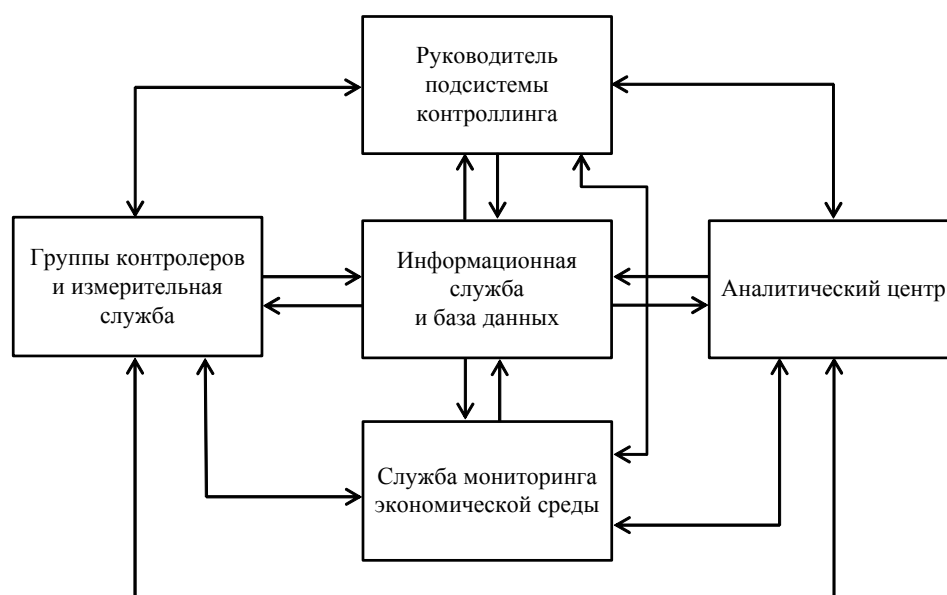 Руководитель
подсистемы
контроллинга
Группы контролеров
и измерительная
служба
Информационная
служба
и база данных
Аналитический центр
Служба мониторинга
экономической среды